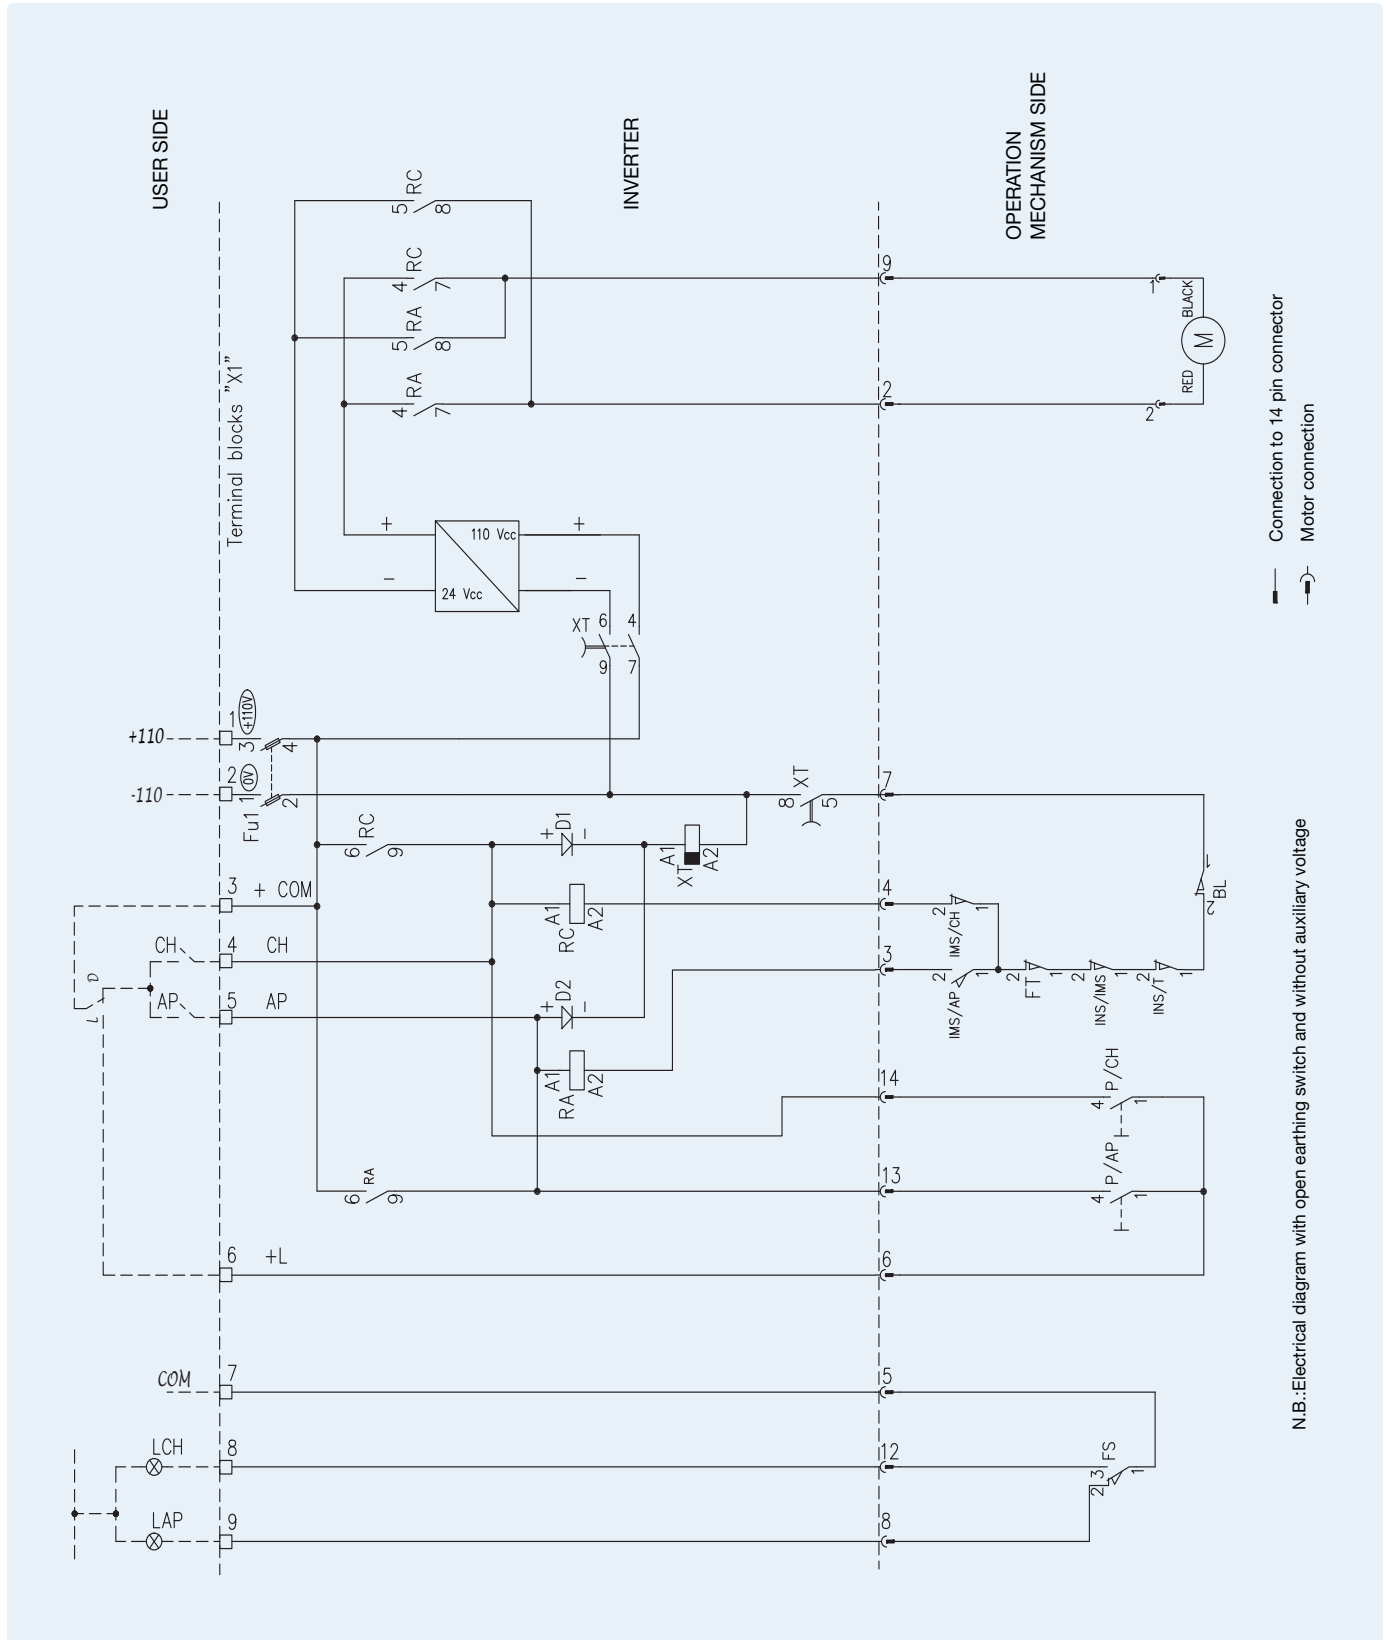 USER SIDE
INVERTER
OPERATION
MECHANISM SIDE
Terminal blocks "X1"
5 RC 8
4 RC 7
5 RA 8
4 RA 7
9
2
1 BLACK
M
RED
2
+
-
110 Vcc
24 Vcc
+
-
XT 6 4
9 7
+110
1 +110V
3 4
-110
2 0V
1 2
Fu1
8 XT 5
7
6 RC 9
+ D1 -
A1 XT A2
3 + COM
A1 RC A2
4
2 IMS/CH 1
1 BL 2
CH 4 CH
D
L
AP 5 AP
+ D2 -
3
2 IMS/AP 1
2 FT 1
2 INS/IMS 1
2 INS/T 1
A1 RA A2
14
4 P/CH 1
6 RA 9
13
4 P/AP 1
6 +L
6
COM 7
5
LCH 8
12
2 3 FS 1
LAP 9
8
Connection to 14 pin connector
Motor connection
N.B.:Electrical diagram with open earthing switch and without auxiliary voltage